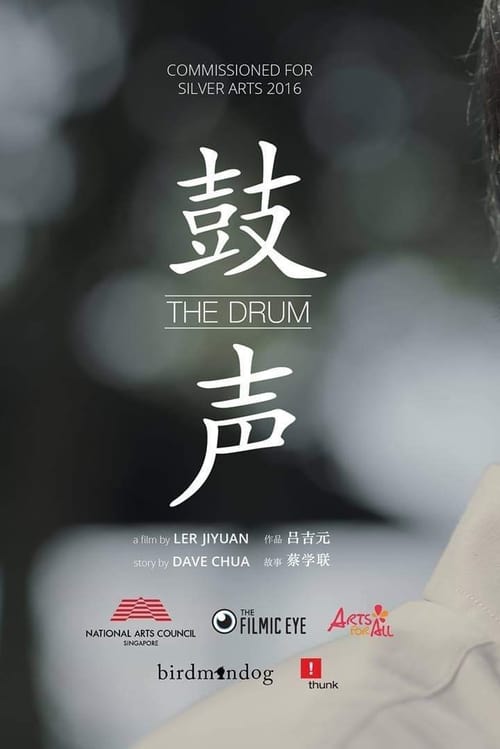 COMMISSIONED FOR
SILVER ARTS 2016
鼓
THE DRUM
声
a film by LER JIYUAN 作品 吕吉元
story by DAVE CHUA 故事 蔡学联
NATIONAL ARTS COUNCIL
SINGAPORE
THE
FILMIC EYE
ARTS
FOR ALL
birdmandog
!
thunk